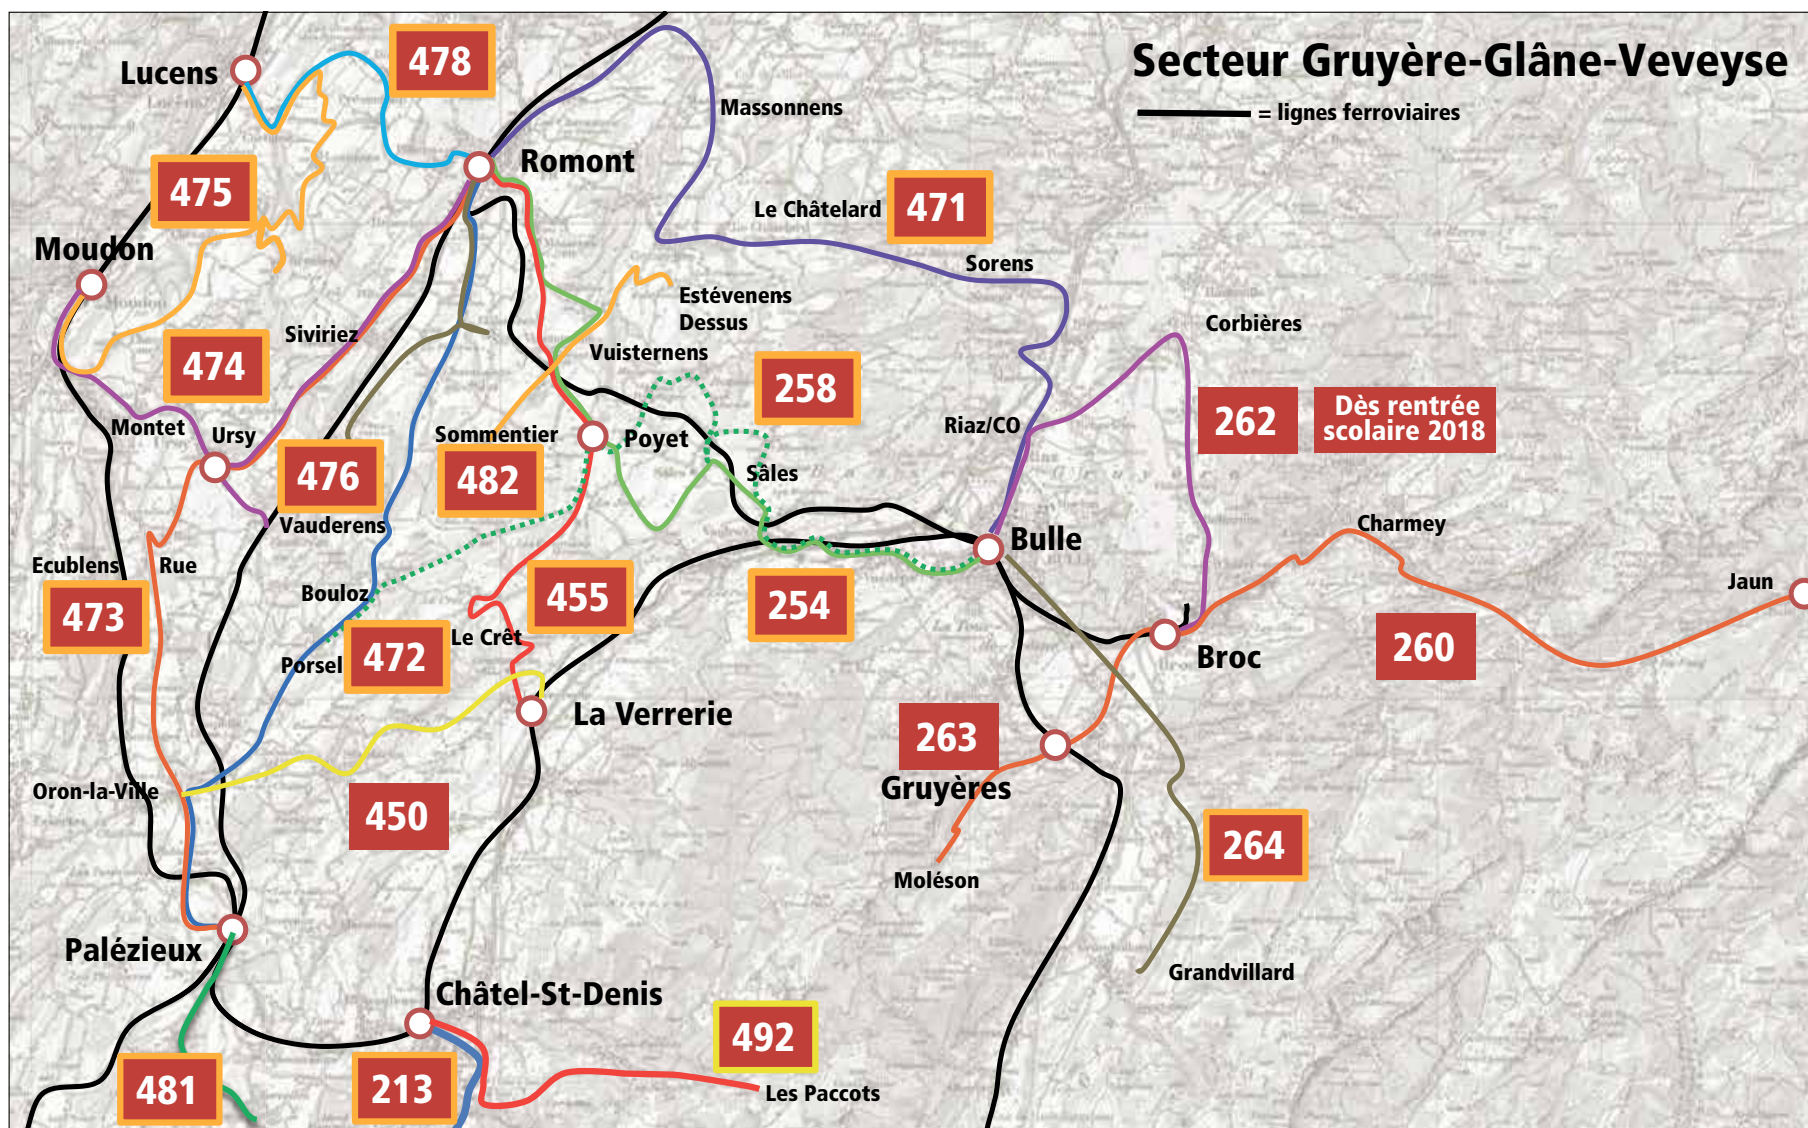 Secteur Gruyère-Glâne-Veveyse
= lignes ferroviaires
478
Lucens
Massonnens
Romont
475
Le Châtelard
471
Moudon
Sorens
Estévenens
Dessus
Corbières
Siviriez
Vuisternens
474
258
262
Dès rentrée
scolaire 2018
Montet
Ursy
Sommentier
Poyet
Riaz/CO
476
482
Sâles
Vauderens
Charmey
Bulle
Ecublens
Rue
Jaun
Bouloz
455
254
473
Le Crêt
Porsel
472
Broc
260
La Verrerie
263
Oron-la-Ville
Gruyères
450
264
Moléson
Palézieux
Grandvillard
Châtel-St-Denis
492
481
213
Les Paccots